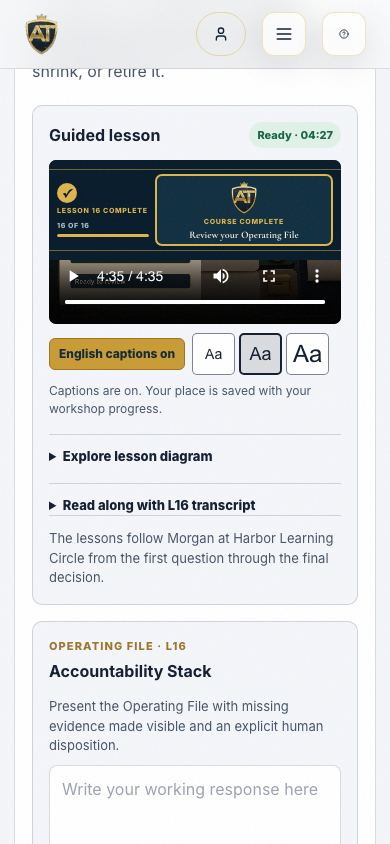 AT
shrink, or retire it.
Guided lesson
Ready · 04:27
LESSON 16 COMPLETE
16 OF 16
AT
COURSE COMPLETE
Review your Operating File
Ready to review
4:35 / 4:35
English captions on
Aa
Aa
Aa
Captions are on. Your place is saved with your
workshop progress.
Explore lesson diagram
Read along with L16 transcript
The lessons follow Morgan at Harbor Learning
Circle from the first question through the final
decision.
OPERATING FILE · L16
Accountability Stack
Present the Operating File with missing
evidence made visible and an explicit human
disposition.
Write your working response here